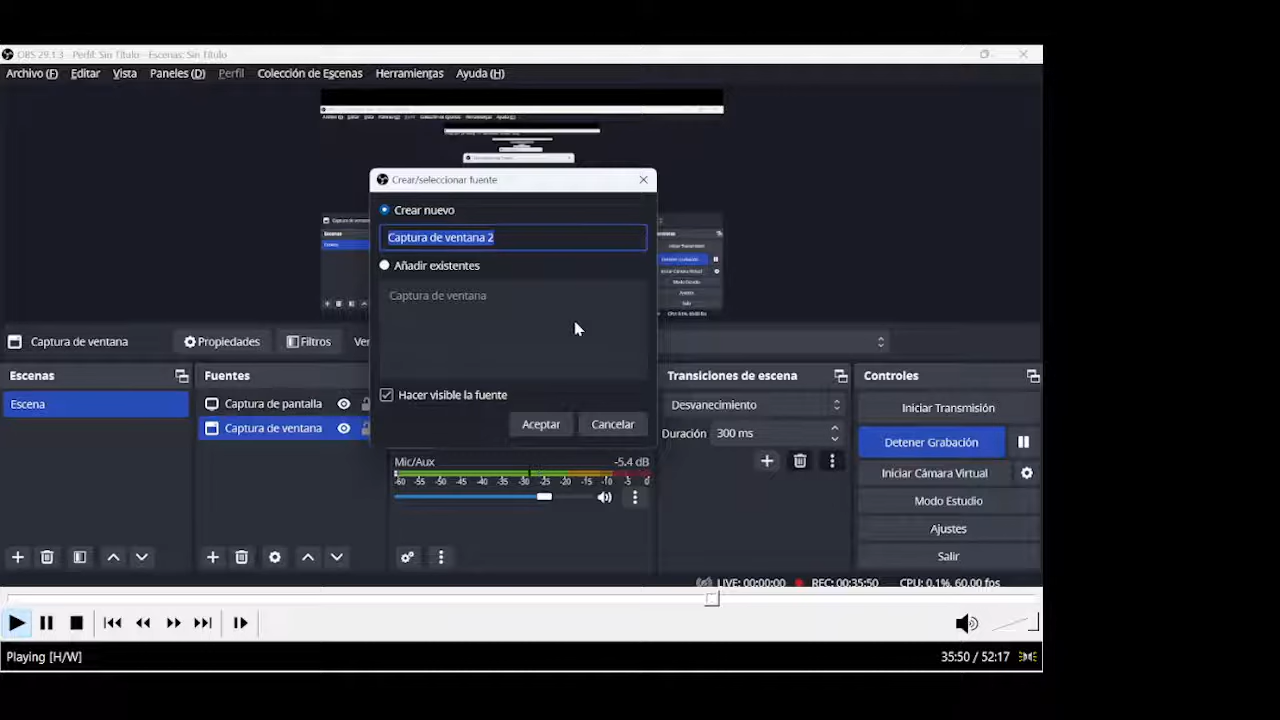 OBS 29.1.3 - Perfil: Sin Título - Escenas: Sin Título
Archivo (F) Editar Vista Paneles (D) Perfil Colección de Escenas Herramientas Ayuda (H)
Crear/seleccionar fuente
Crear nuevo
Captura de ventana 2
Añadir existentes
Captura de ventana
Hacer visible la fuente
Aceptar Cancelar
Captura de ventana Propiedades Filtros
Escenas
Escena
Fuentes
Captura de pantalla
Captura de ventana
Mic/Aux -5.4 dB
-60 -55 -50 -45 -40 -35 -30 -25 -20 -15 -10 -5 0
Transiciones de escena
Desvanecimiento
Duración 300 ms
Controles
Iniciar Transmisión
Detener Grabación
Iniciar Cámara Virtual
Modo Estudio
Ajustes
Salir
LIVE: 00:00:00 REC: 00:35:50 CPU: 0.1%, 60.00 fps
Playing [H/W] 35:50 / 52:17